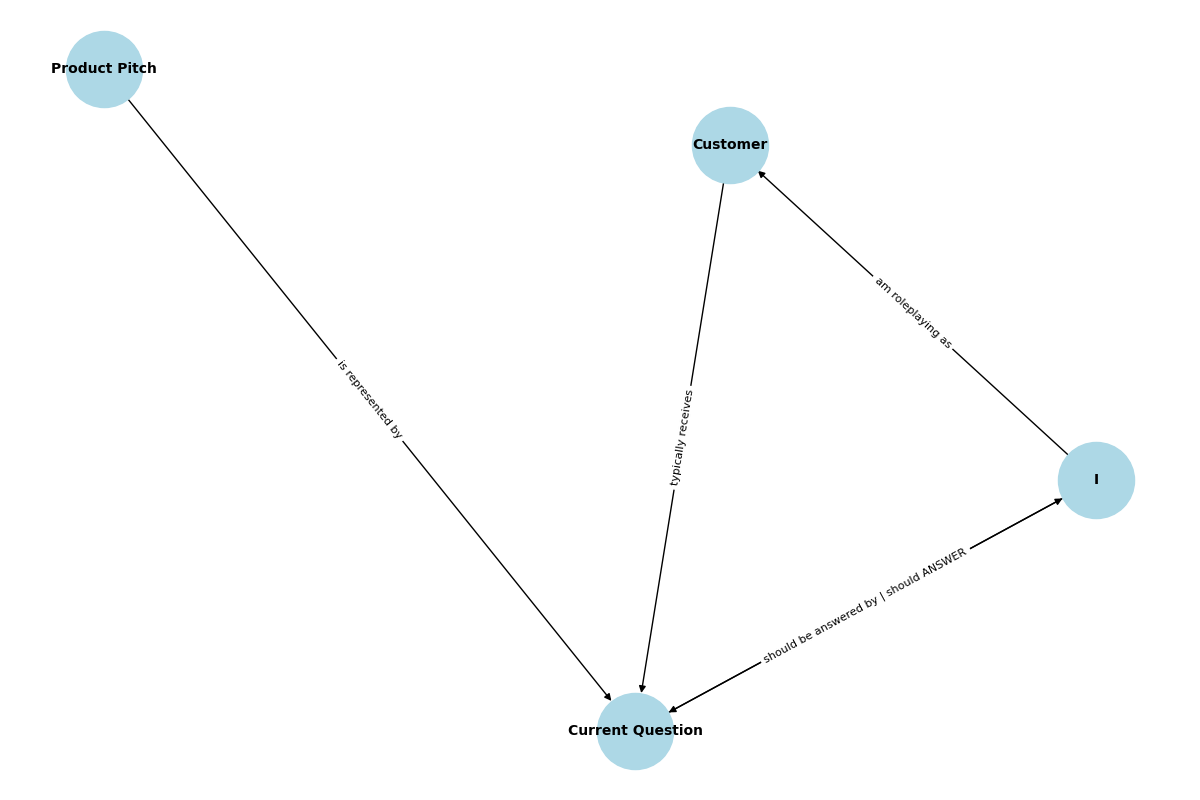 Product Pitch
Customer
am roleplaying as
is represented by
typically receives
I
should be answered by | should ANSWER
Current Question